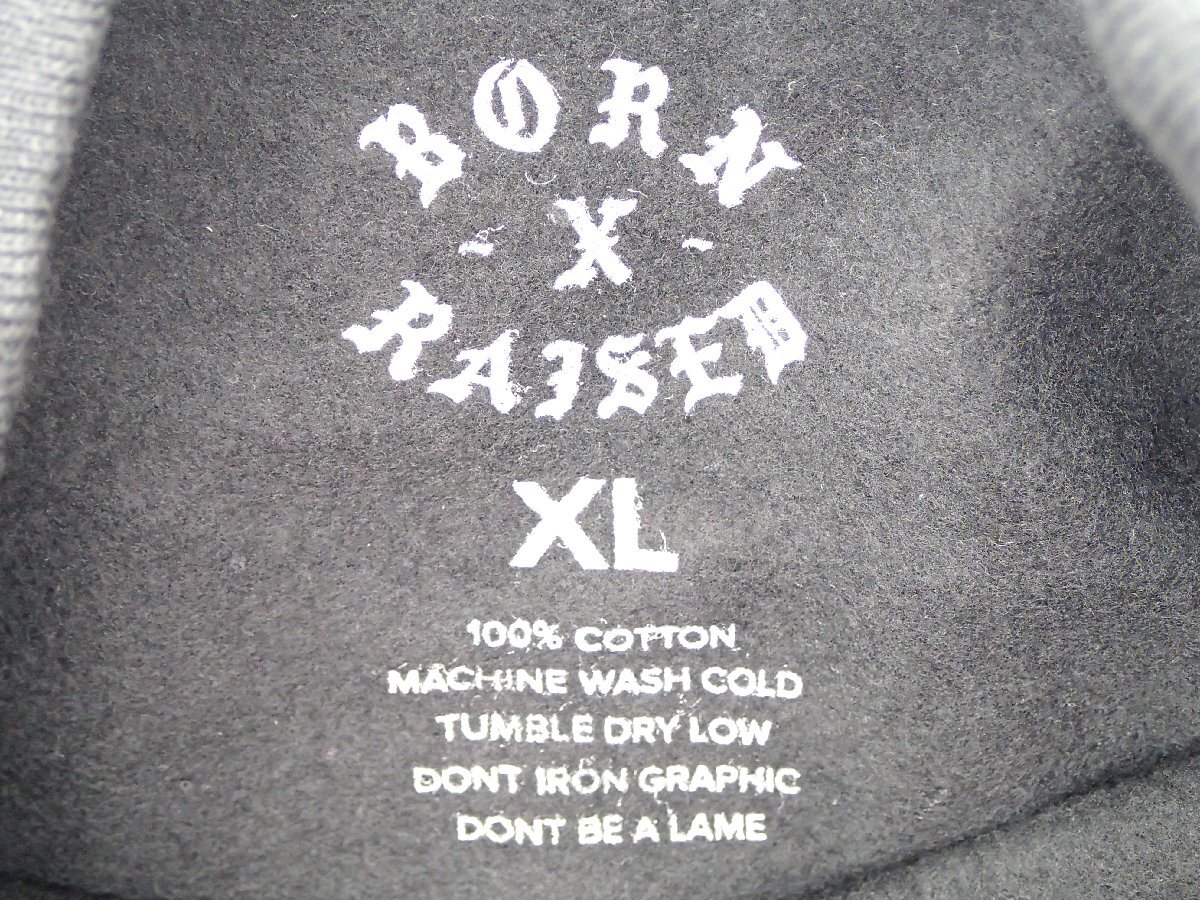 BORN
- X -
RAISED
XL
100% COTTON
MACHINE WASH COLD
TUMBLE DRY LOW
DONT IRON GRAPHIC
DONT BE A LAME